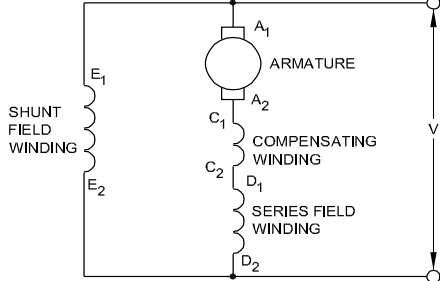 A1
E1
ARMATURE
SHUNT
FIELD
WINDING
A2
C1
V
COMPENSATING
WINDING
E2
C2
D1
SERIES FIELD
WINDING
D2